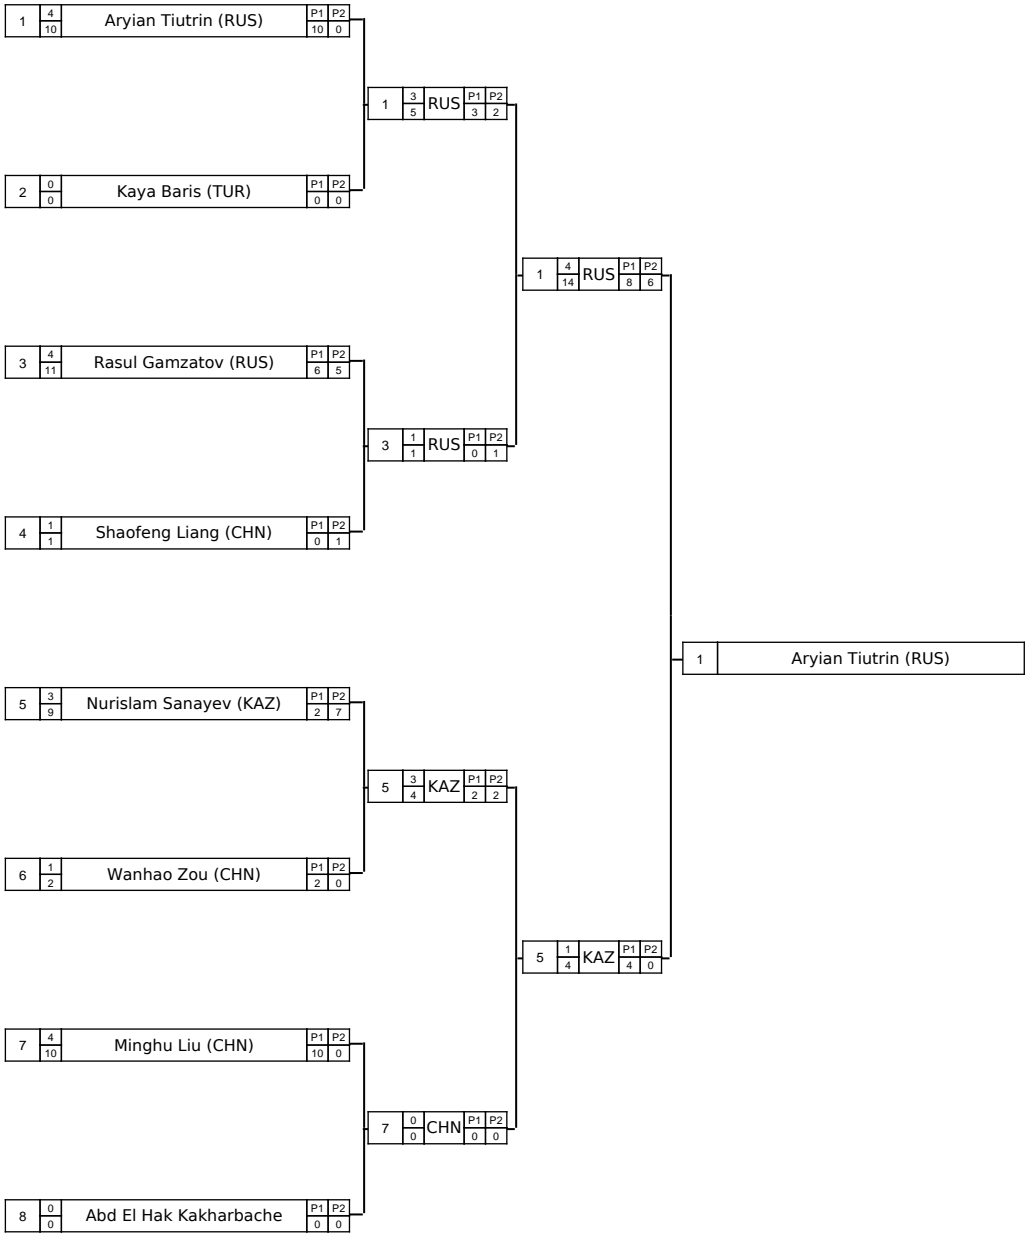 1 4 10 Aryian Tiutrin (RUS) P1 P2 10 0
1 3 5 RUS P1 P2 3 2
2 0 0 Kaya Baris (TUR) P1 P2 0 0
1 4 14 RUS P1 P2 8 6
3 4 11 Rasul Gamzatov (RUS) P1 P2 6 5
3 1 1 RUS P1 P2 0 1
4 1 1 Shaofeng Liang (CHN) P1 P2 0 1
1 Aryian Tiutrin (RUS)
5 3 9 Nurislam Sanayev (KAZ) P1 P2 2 7
5 3 4 KAZ P1 P2 2 2
6 1 2 Wanhao Zou (CHN) P1 P2 2 0
5 1 4 KAZ P1 P2 4 0
7 4 10 Minghu Liu (CHN) P1 P2 10 0
7 0 0 CHN P1 P2 0 0
8 0 0 Abd El Hak Kakharbache P1 P2 0 0